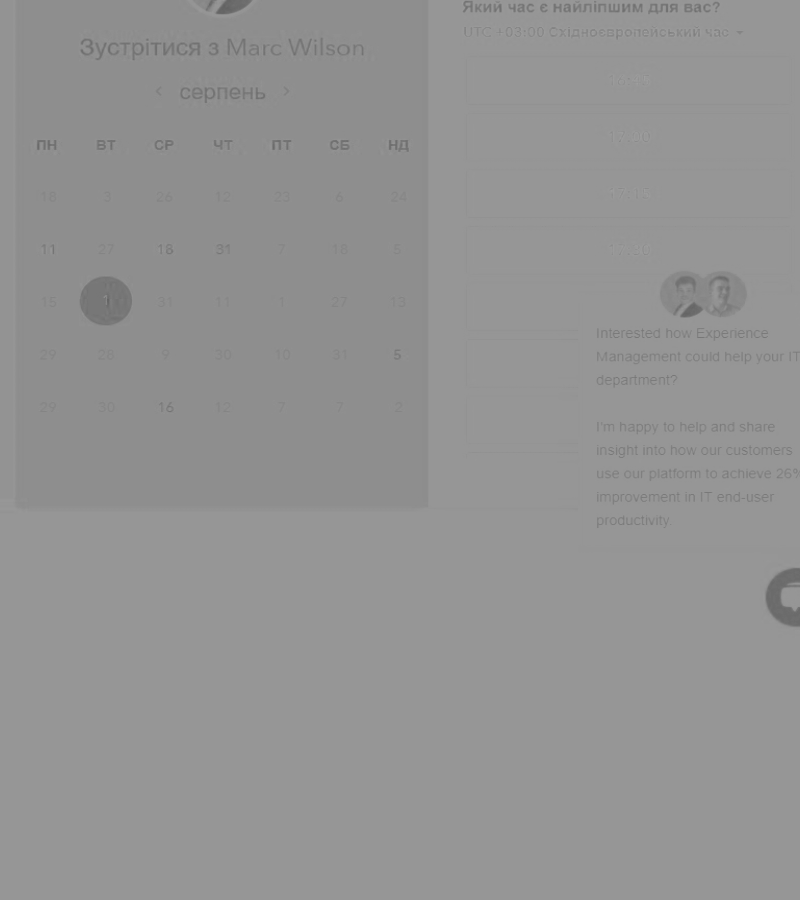 Зустрітися з Marc Wilson
серпень
ПН ВТ СР ЧТ ПТ СБ НД
18 3 26 12 23 6 24
11 27 18 31 7 18 5
15 1 31 11 1 27 13
29 28 9 30 10 31 5
29 30 16 12 7 7 2
Який час є найліпшим для вас?
UTC +03:00 Східноєвропейський час
Interested how Experience
Management could help your IT
department?
I'm happy to help and share
insight into how our customers
use our platform to achieve 26%
improvement in IT end-user
productivity.